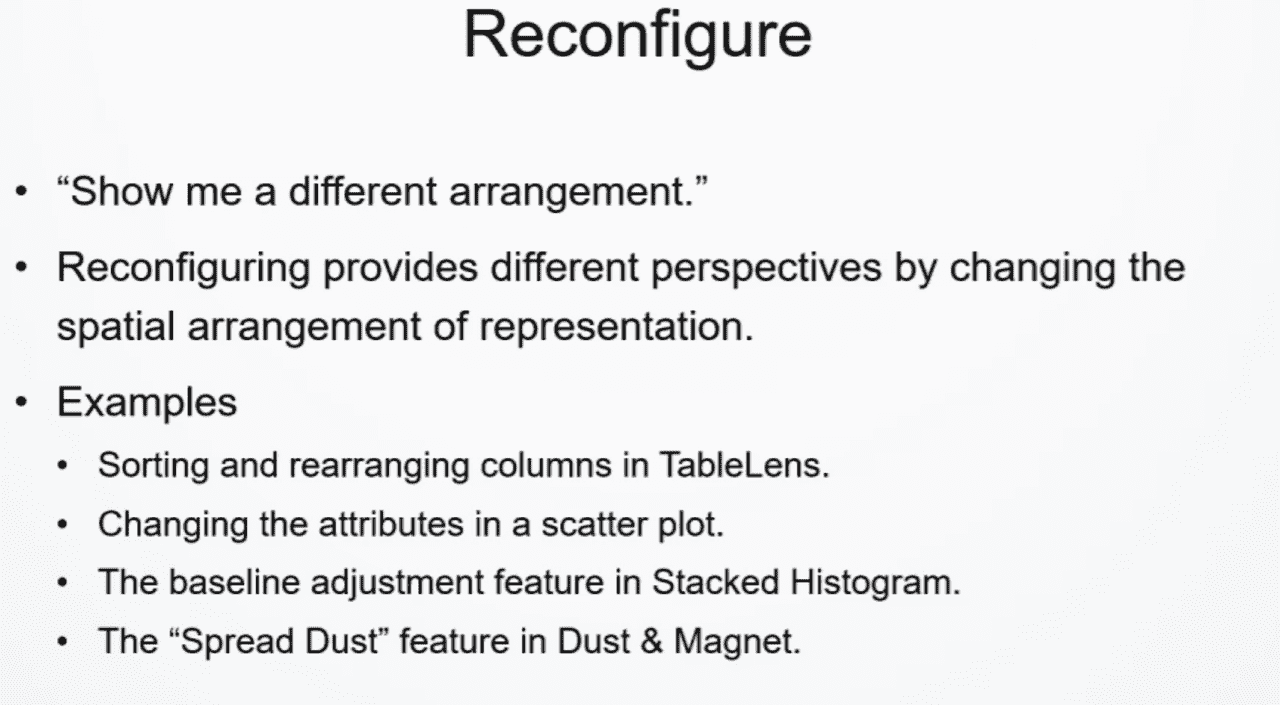 Reconfigure
• “Show me a different arrangement.”
• Reconfiguring provides different perspectives by changing the
spatial arrangement of representation.
• Examples
• Sorting and rearranging columns in TableLens.
• Changing the attributes in a scatter plot.
• The baseline adjustment feature in Stacked Histogram.
• The “Spread Dust” feature in Dust & Magnet.